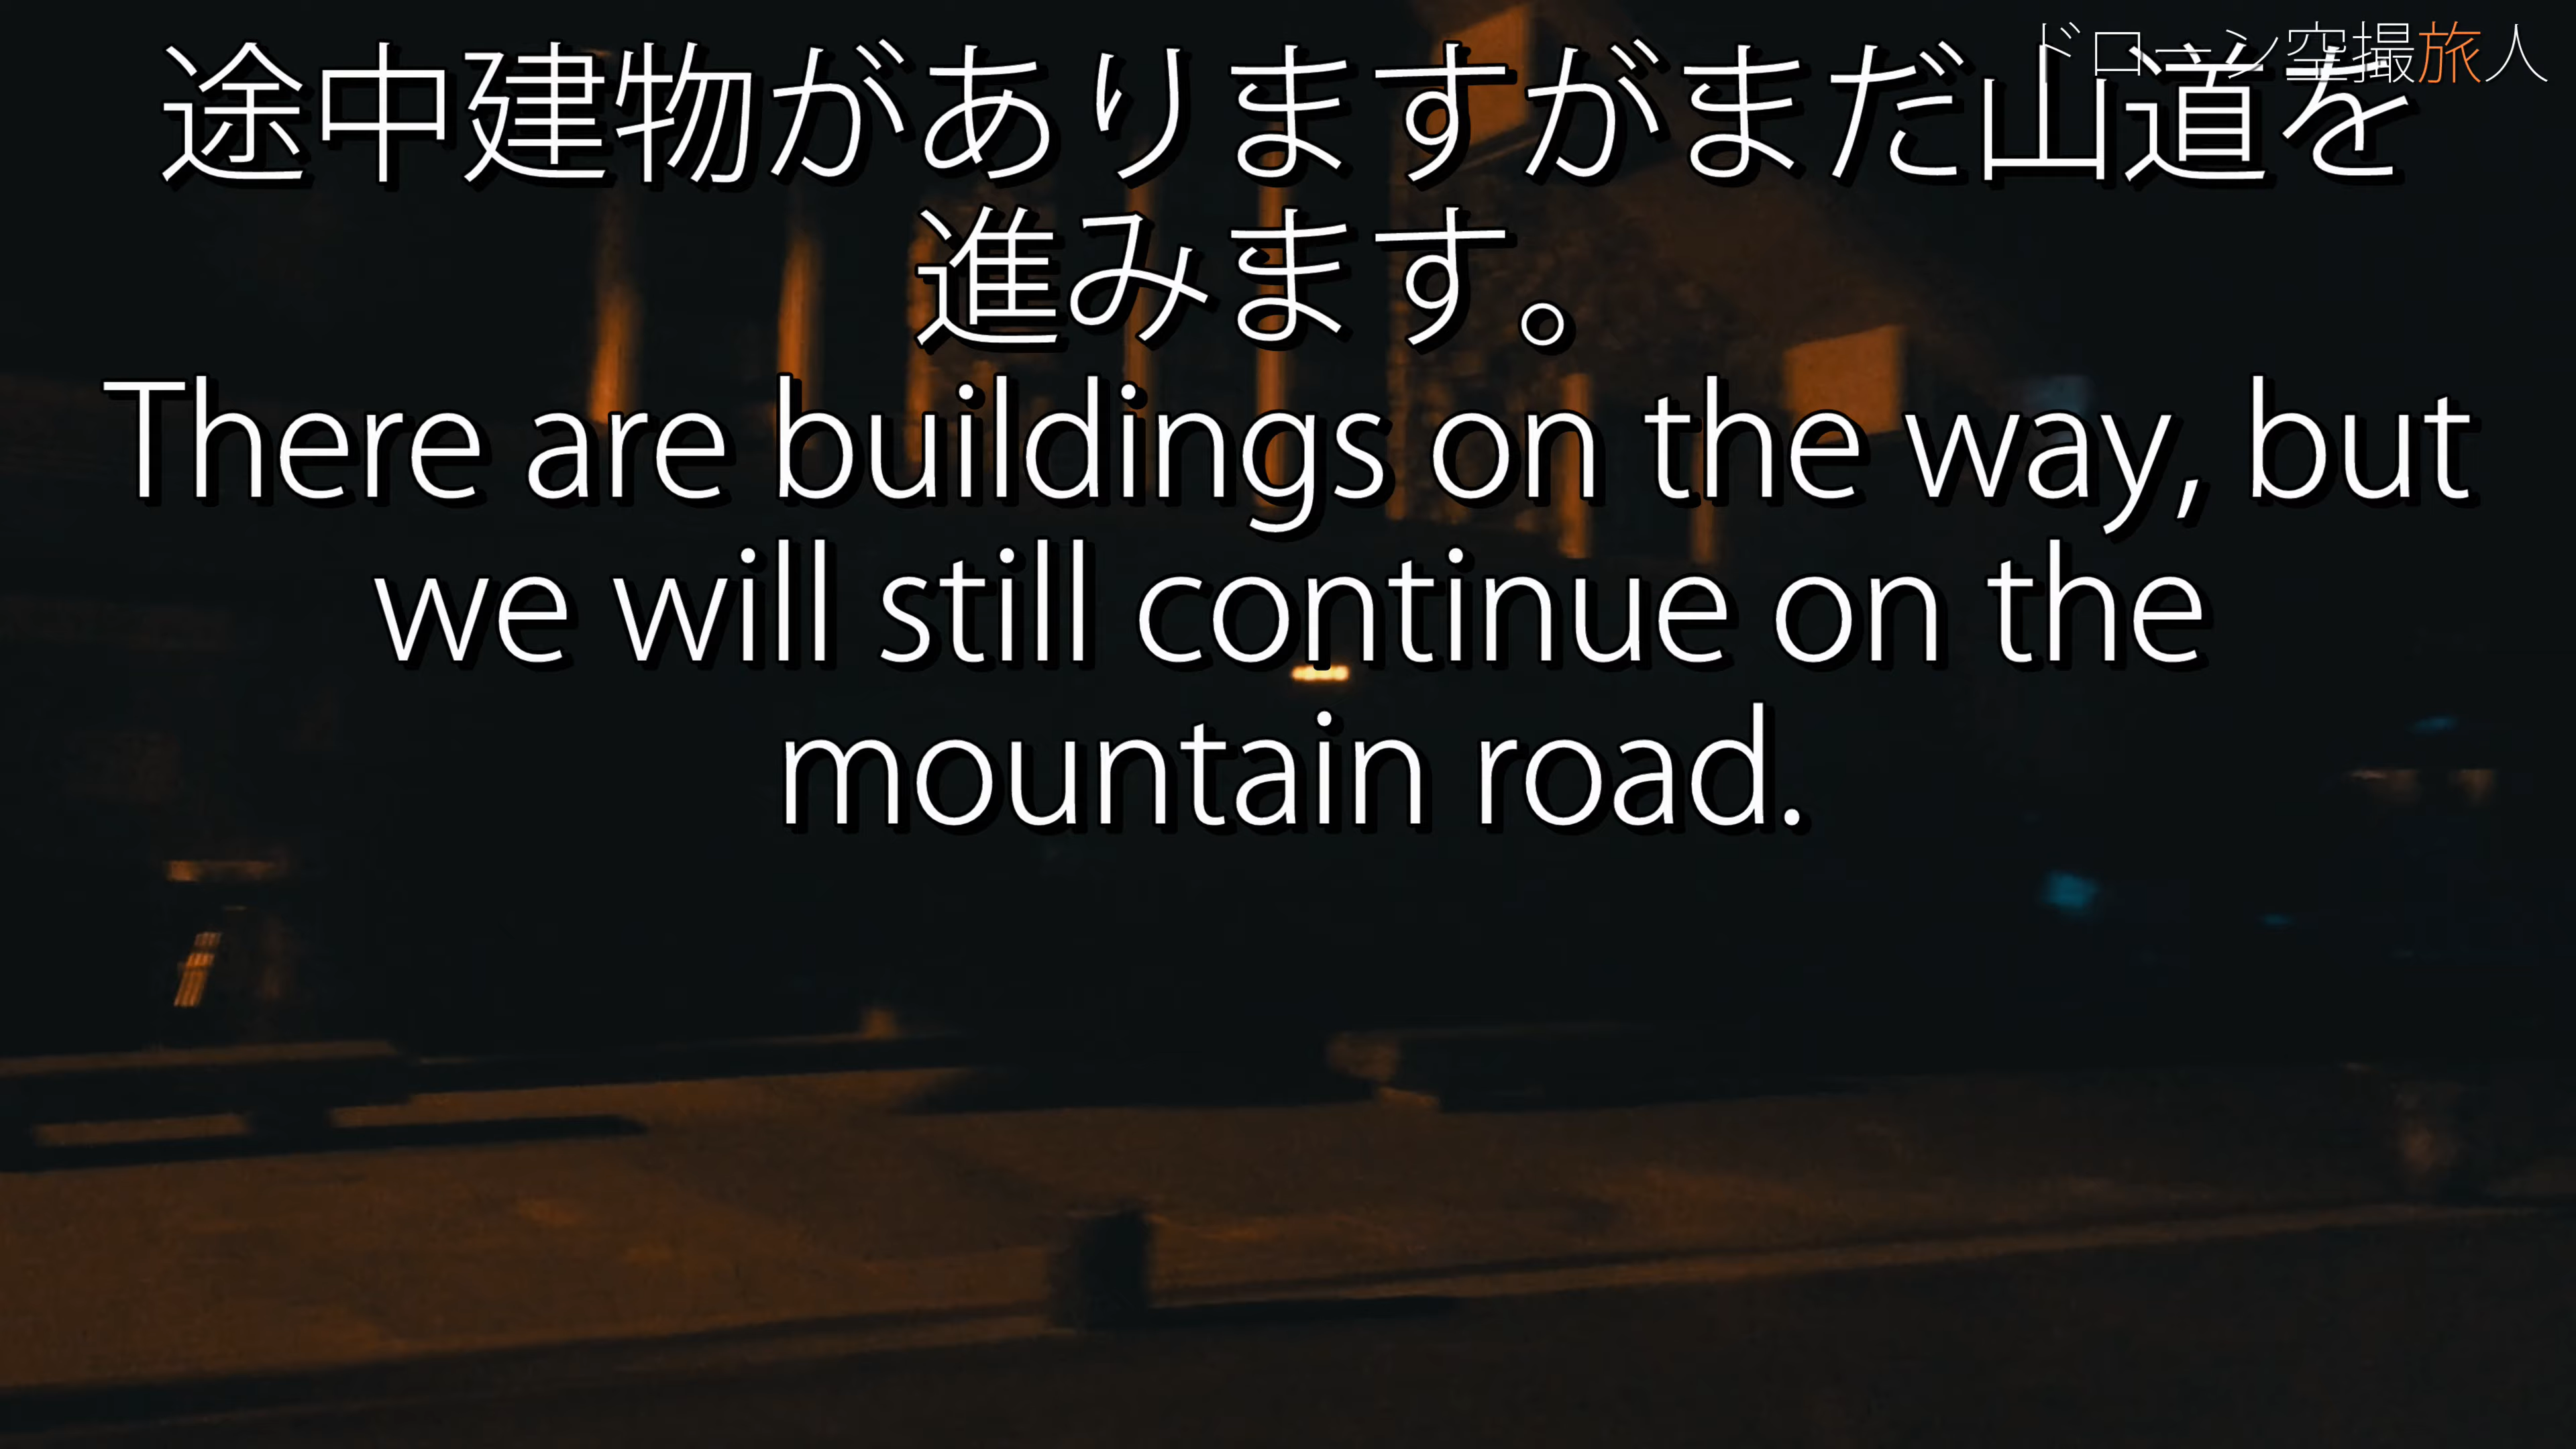 ドローン空撮旅人
途中建物がありますがまだ山道を
進みます。
There are buildings on the way, but
we will still continue on the
mountain road.